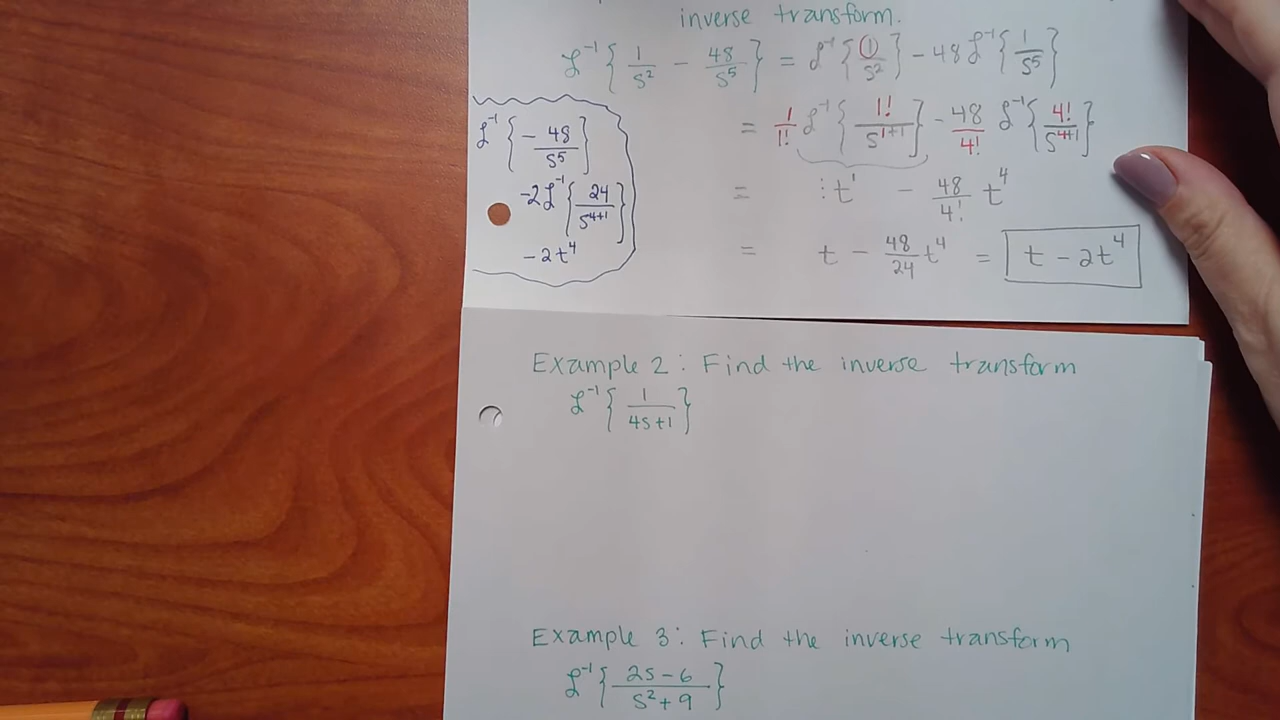 inverse transform.
ℒ⁻¹{1/s² − 48/s⁵} = ℒ⁻¹{1/s²} − 48ℒ⁻¹{1/s⁵}
= 1/1! ℒ⁻¹{1!/s¹⁺¹} − 48/4! ℒ⁻¹{4!/s⁴⁺¹}
= : t¹ − 48/4! t⁴
= t − 48/24 t⁴ = t − 2t⁴
ℒ⁻¹{− 48/s⁵}
-2ℒ⁻¹{24/s⁴⁺¹}
-2t⁴
Example 2: Find the inverse transform
ℒ⁻¹{1/4s+1}
Example 3: Find the inverse transform
ℒ⁻¹{2s−6/s²+9}